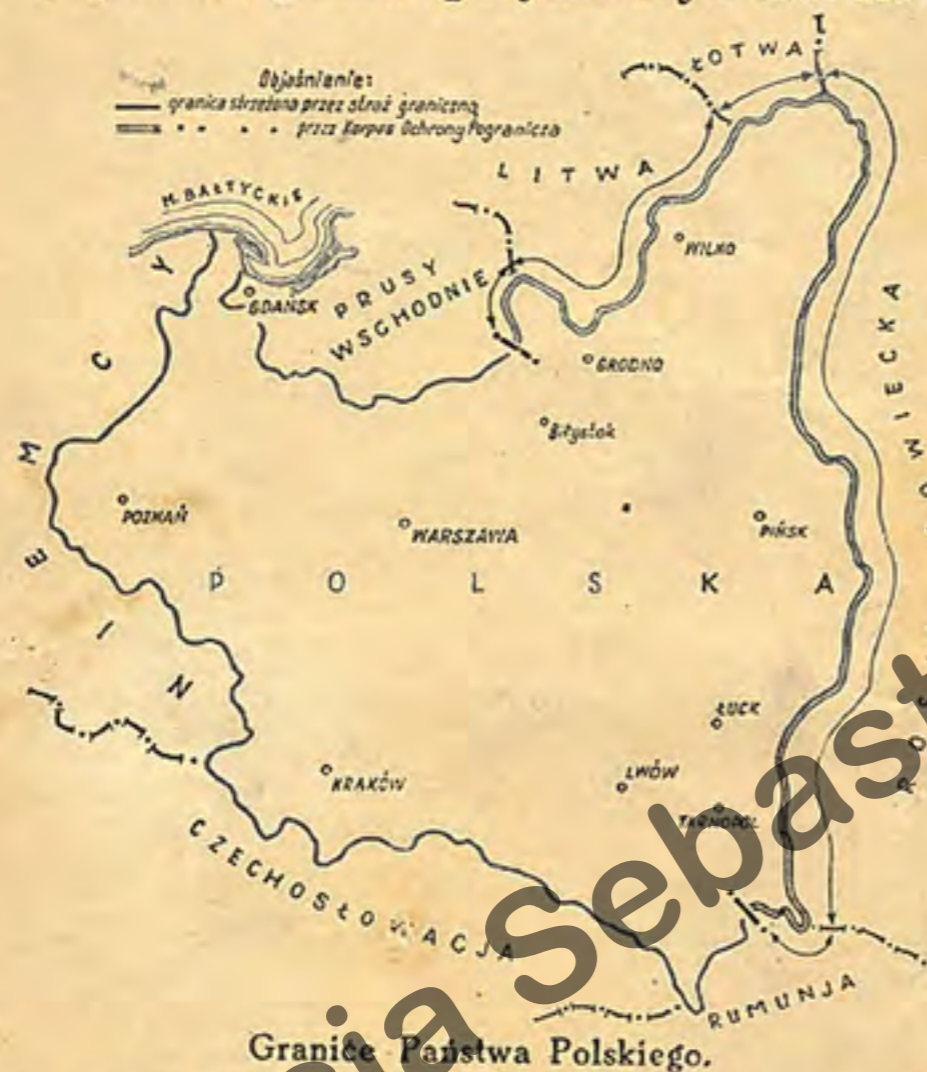 Objaśnienie:
granica strzeżona przez straż graniczną
przez Korpus Ochrony Pogranicza
ŁOTWA
LITWA
M. BAŁTYCKIE
WILNO
PRUSY
WSCHODNIE
GDAŃSK
GRODNO
Białystok
NIEMCY
POZNAŃ
WARSZAWA
PIŃSK
POLSKA
ŁUCK
LWÓW
KRAKÓW
TARNOPOL
CZECHOSŁOWACJA
RUMUNJA
Granice Państwa Polskiego.